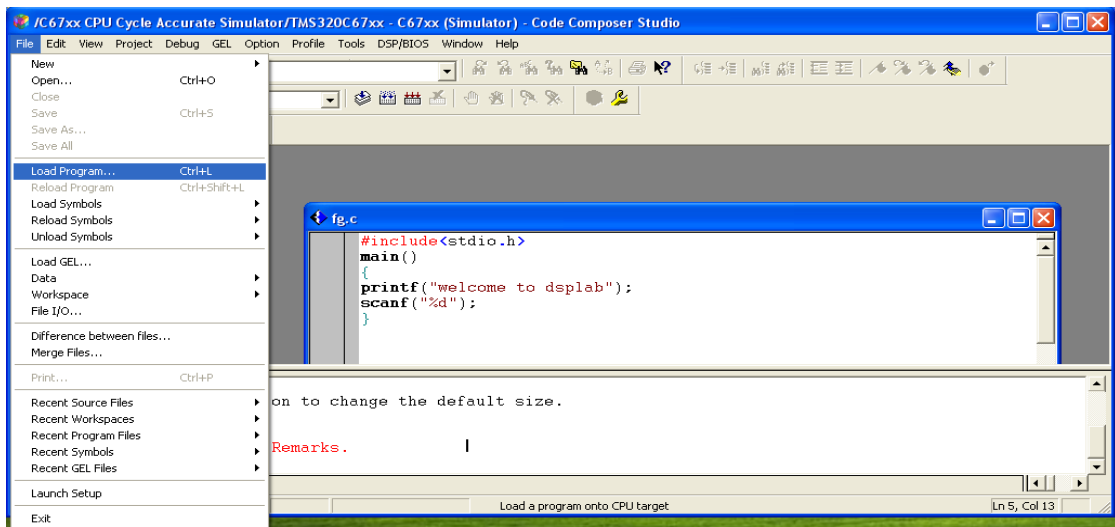 /C67xx CPU Cycle Accurate Simulator/TMS320C67xx - C67xx (Simulator) - Code Composer Studio
File Edit View Project Debug GEL Option Profile Tools DSP/BIOS Window Help
New
Open... Ctrl+O
Close
Save Ctrl+S
Save As...
Save All
Load Program... Ctrl+L
Reload Program Ctrl+Shift+L
Load Symbols
Reload Symbols
Unload Symbols
Load GEL...
Data
Workspace
File I/O...
Difference between files...
Merge Files...
Print... Ctrl+P
Recent Source Files
Recent Workspaces
Recent Program Files
Recent Symbols
Recent GEL Files
Launch Setup
Exit
fg.c
#include<stdio.h>
main()
{
printf("welcome to dsplab");
scanf("%d");
}
on to change the default size.
Remarks.
Load a program onto CPU target
Ln 5, Col 13